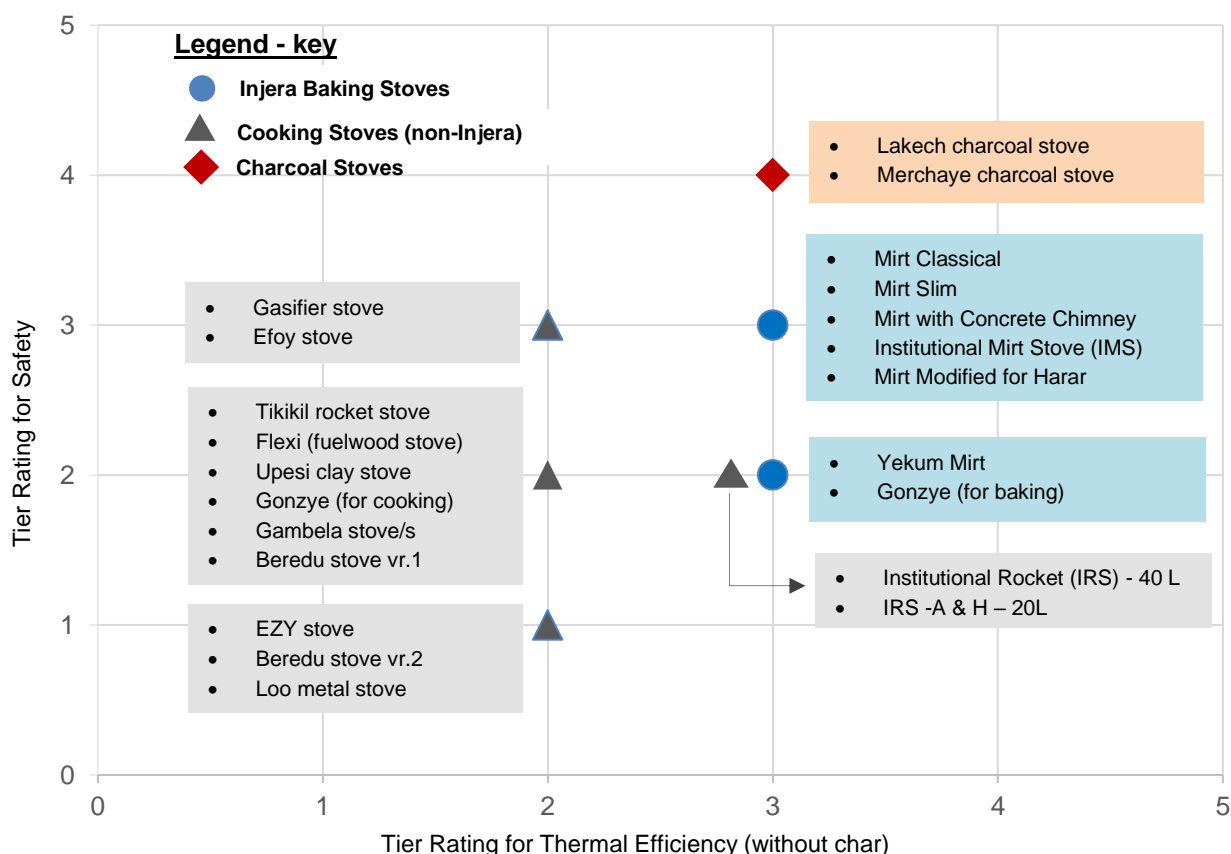 Legend - key
Injera Baking Stoves
Cooking Stoves (non-Injera)
Charcoal Stoves
• Lakech charcoal stove
• Merchaye charcoal stove
• Mirt Classical
• Mirt Slim
• Mirt with Concrete Chimney
• Institutional Mirt Stove (IMS)
• Mirt Modified for Harar
• Gasifier stove
• Efoy stove
• Tikikil rocket stove
• Flexi (fuelwood stove)
• Upesi clay stove
• Gonzye (for cooking)
• Gambela stove/s
• Beredu stove vr.1
• Yekum Mirt
• Gonzye (for baking)
• Institutional Rocket (IRS) - 40 L
• IRS -A & H – 20L
• EZY stove
• Beredu stove vr.2
• Loo metal stove
Tier Rating for Safety
5
4
3
2
1
0
0 1 2 3 4 5
Tier Rating for Thermal Efficiency (without char)